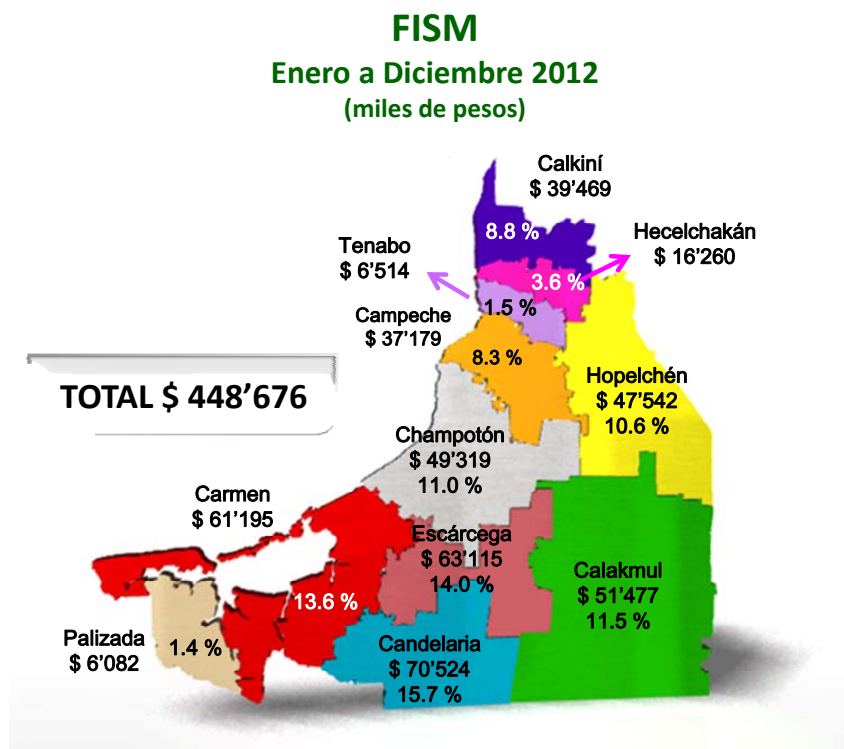 FISM
Enero a Diciembre 2012
(miles de pesos)
Calkiní
$ 39’469
8.8 %
Hecelchakán
$ 16’260
3.6 %
Tenabo
$ 6’514
1.5 %
Campeche
$ 37’179
8.3 %
Hopelchén
$ 47’542
10.6 %
TOTAL $ 448’676
Champotón
$ 49’319
11.0 %
Carmen
$ 61’195
13.6 %
Escárcega
$ 63’115
14.0 %
Calakmul
$ 51’477
11.5 %
Palizada
$ 6’082
1.4 %
Candelaria
$ 70’524
15.7 %